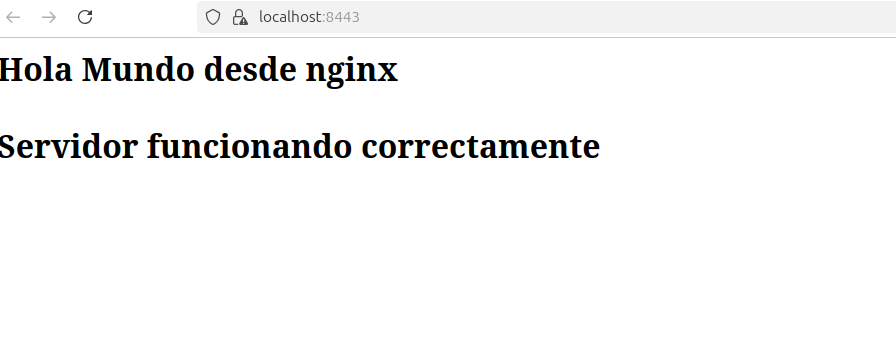 localhost:8443
Hola Mundo desde nginx
Servidor funcionando correctamente